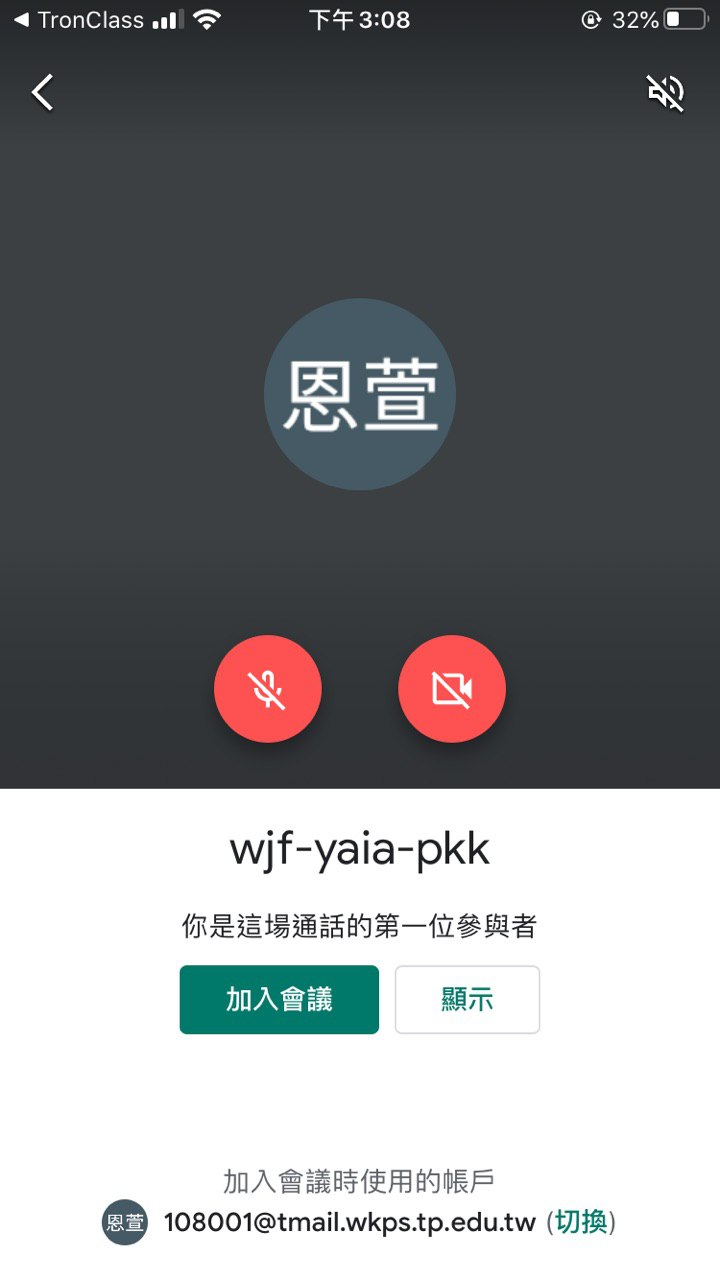 TronClass 下午3:08 32%
恩萱
wjf-yaia-pkk
你是這場通話的第一位參與者
加入會議 顯示
加入會議時使用的帳戶
恩萱 108001@tmail.wkps.tp.edu.tw (切換)